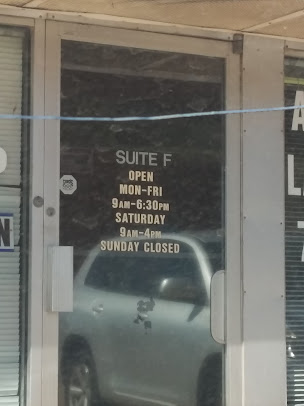 SUITE F
OPEN
MON-FRI
9AM-6:30PM
SATURDAY
9AM-4PM
SUNDAY CLOSED